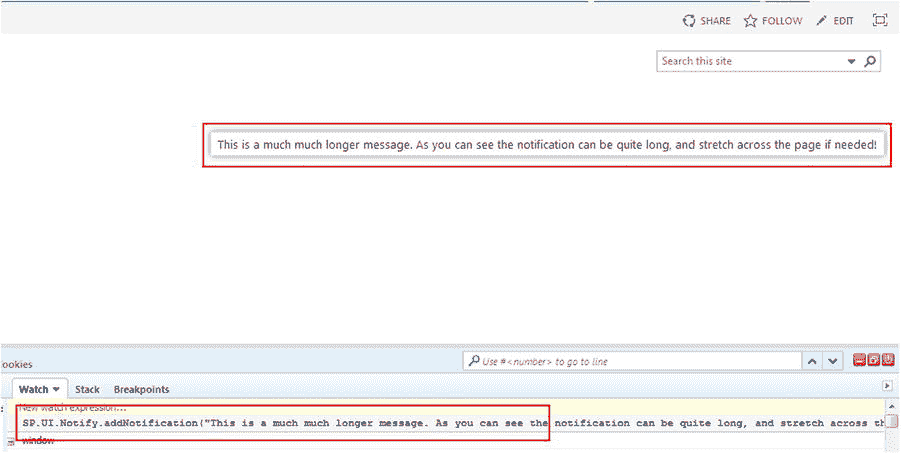 SHARE FOLLOW EDIT
Search this site
This is a much much longer message. As you can see the notification can be quite long, and stretch across the page if needed!
ookies
Use #<number> to go to line
Watch Stack Breakpoints
New watch expression...
SP.UI.Notify.addNotification("This is a much much longer message. As you can see the notification can be quite long, and stretch across th
window